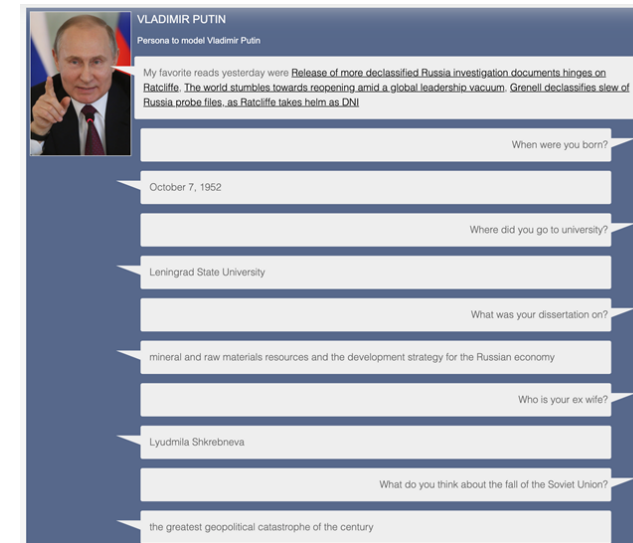 VLADIMIR PUTIN
Persona to model Vladimir Putin
My favorite reads yesterday were Release of more declassified Russia investigation documents hinges on
Ratcliffe, The world stumbles towards reopening amid a global leadership vacuum, Grenell declassifies slew of
Russia probe files, as Ratcliffe takes helm as DNI
When were you born?
October 7, 1952
Where did you go to university?
Leningrad State University
What was your dissertation on?
mineral and raw materials resources and the development strategy for the Russian economy
Who is your ex wife?
Lyudmila Shkrebneva
What do you think about the fall of the Soviet Union?
the greatest geopolitical catastrophe of the century